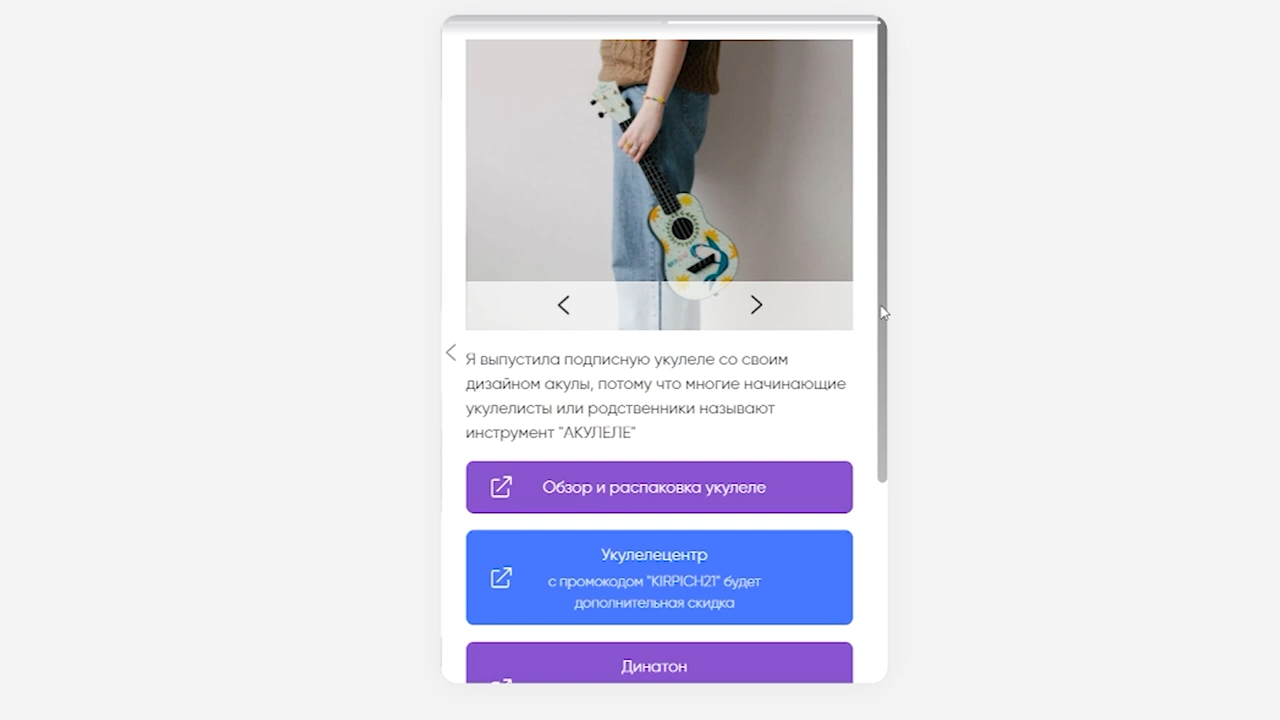 Я выпустила подписную укулеле со своим
дизайном акулы, потому что многие начинающие
укулелисты или родственники называют
инструмент "АКУЛЕЛЕ"
Обзор и распаковка укулеле
Укулелецентр
с промокодом "KIRPICH21" будет
дополнительная скидка
Динатон